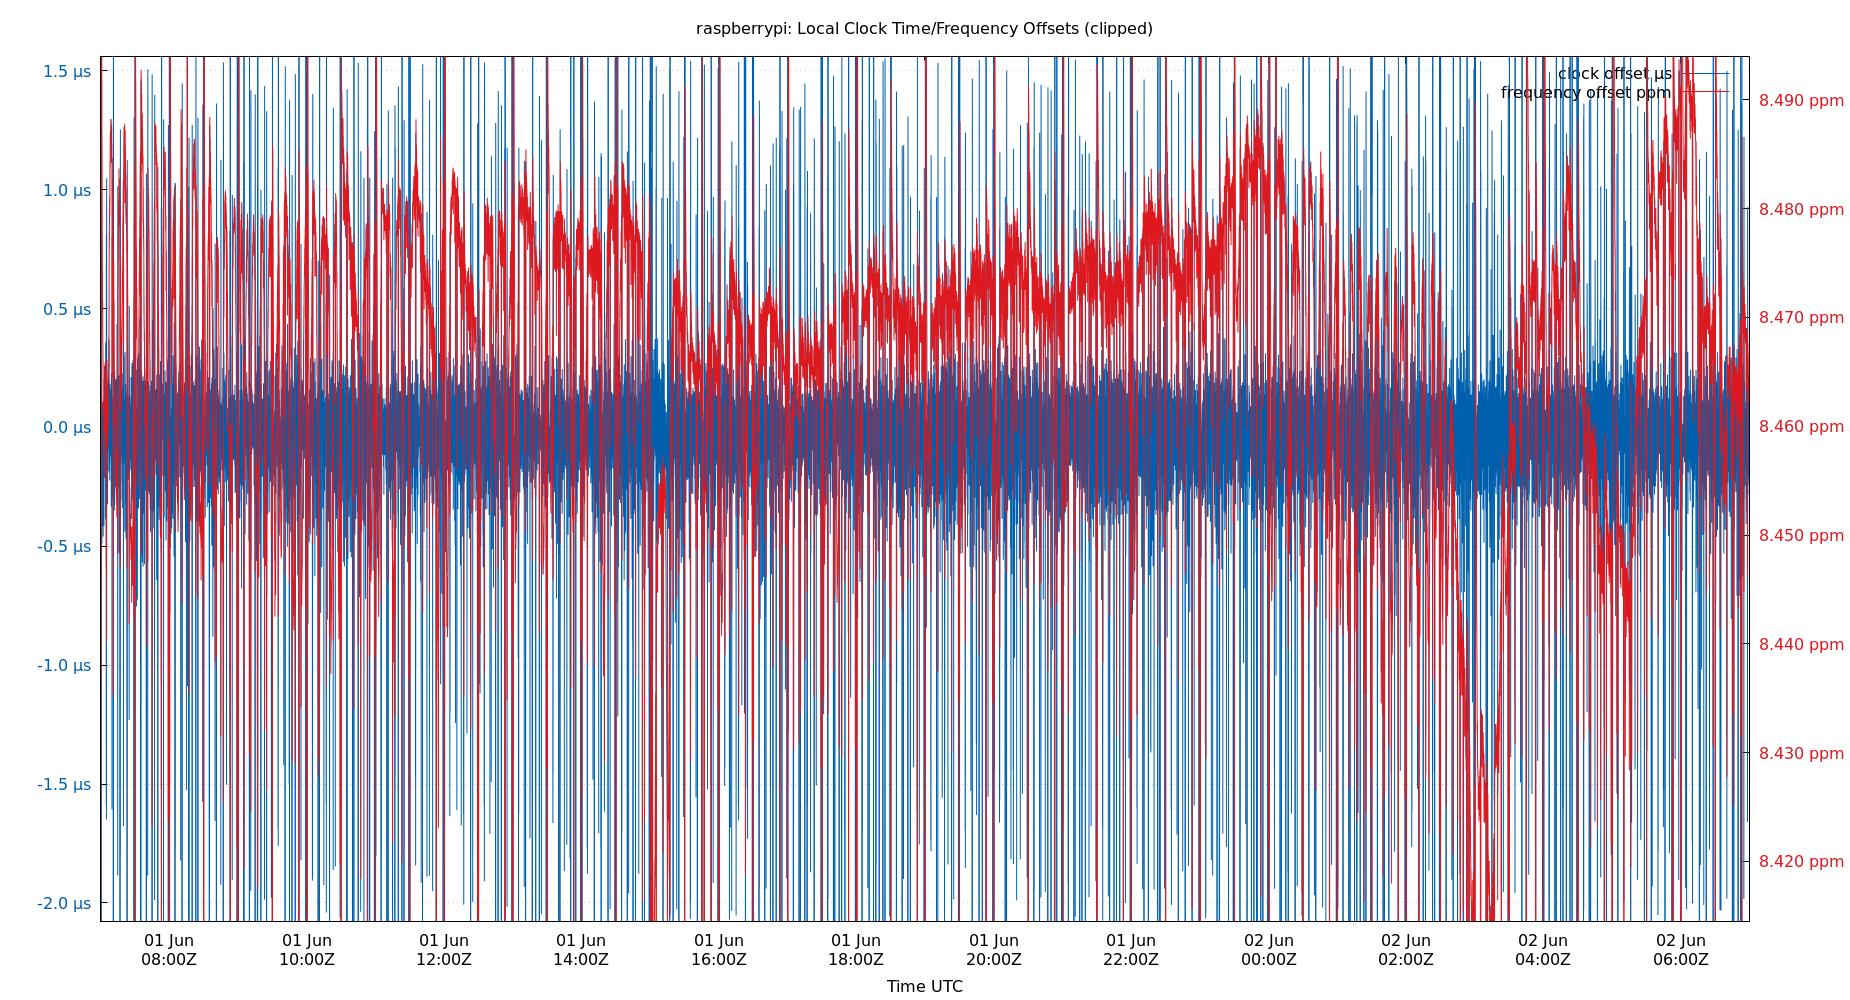 raspberrypi: Local Clock Time/Frequency Offsets (clipped)
clock offset µs
frequency offset ppm
1.5 µs
1.0 µs
0.5 µs
0.0 µs
-0.5 µs
-1.0 µs
-1.5 µs
-2.0 µs
8.490 ppm
8.480 ppm
8.470 ppm
8.460 ppm
8.450 ppm
8.440 ppm
8.430 ppm
8.420 ppm
01 Jun 01 Jun 01 Jun 01 Jun 01 Jun 01 Jun 01 Jun 01 Jun 02 Jun 02 Jun 02 Jun 02 Jun
08:00Z 10:00Z 12:00Z 14:00Z 16:00Z 18:00Z 20:00Z 22:00Z 00:00Z 02:00Z 04:00Z 06:00Z
Time UTC